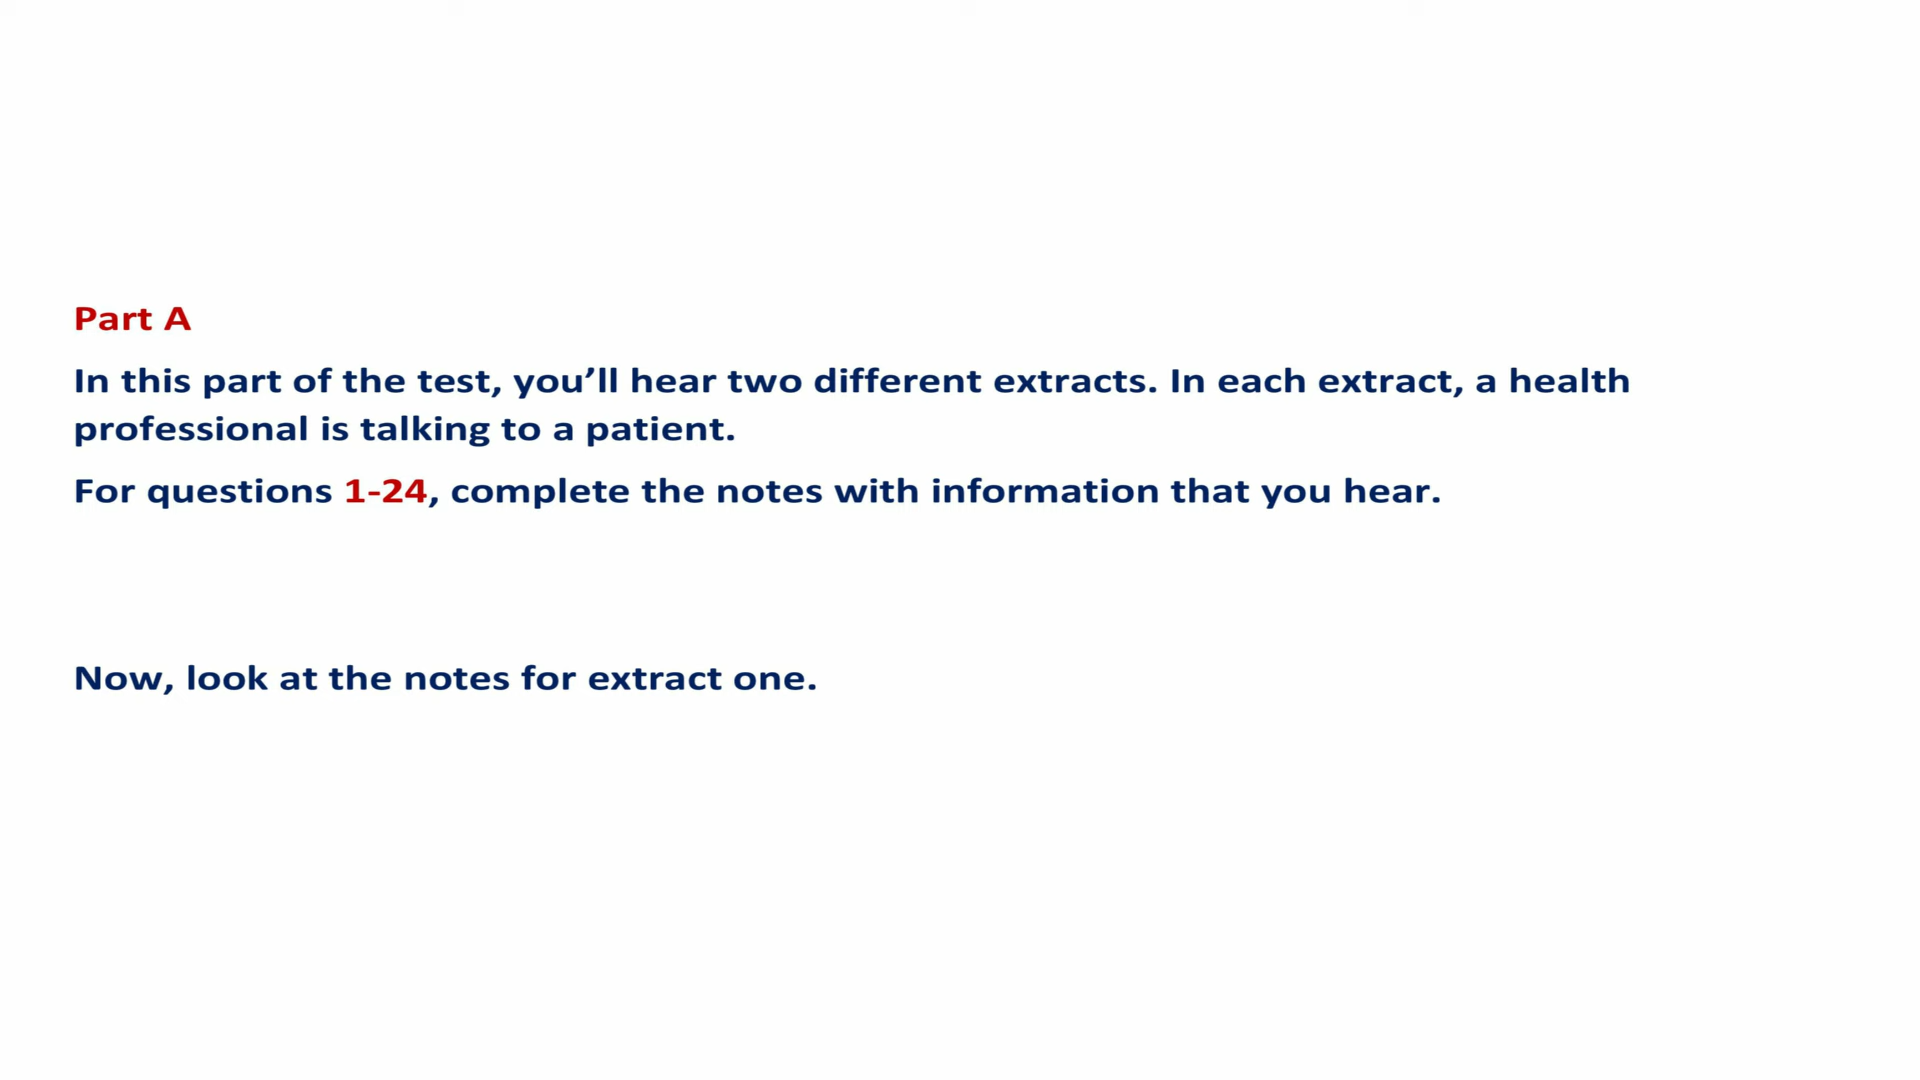 Part A
In this part of the test, you’ll hear two different extracts. In each extract, a health
professional is talking to a patient.
For questions 1-24, complete the notes with information that you hear.
Now, look at the notes for extract one.